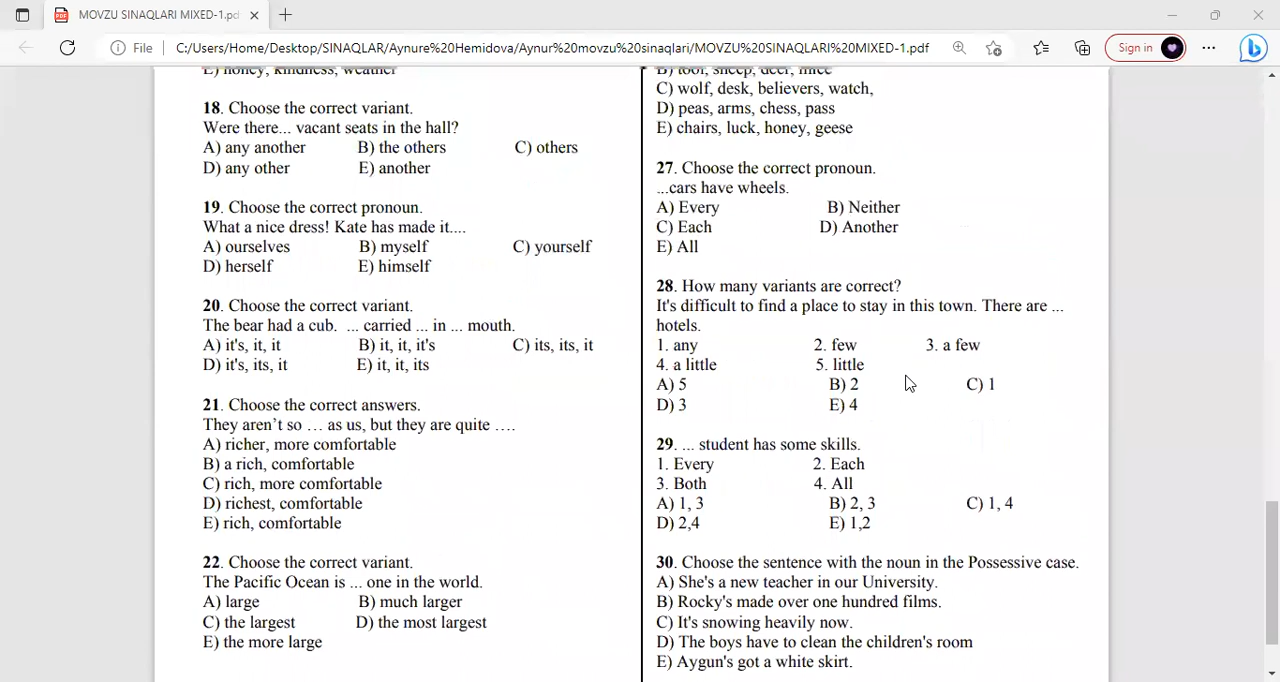 MOVZU SINAQLARI MIXED-1.pd
File
C:/Users/Home/Desktop/SINAQLAR/Aynure%20Hemidova/Aynur%20movzu%20sinaqlari/MOVZU%20SINAQLARI%20MIXED-1.pdf
Sign in
E) honey, kindness, weather
18. Choose the correct variant.
Were there... vacant seats in the hall?
A) any another B) the others C) others
D) any other E) another
19. Choose the correct pronoun.
What a nice dress! Kate has made it....
A) ourselves B) myself C) yourself
D) herself E) himself
20. Choose the correct variant.
The bear had a cub. ... carried ... in ... mouth.
A) it's, it, it B) it, it, it's C) its, its, it
D) it's, its, it E) it, it, its
21. Choose the correct answers.
They aren’t so … as us, but they are quite ….
A) richer, more comfortable
B) a rich, comfortable
C) rich, more comfortable
D) richest, comfortable
E) rich, comfortable
22. Choose the correct variant.
The Pacific Ocean is ... one in the world.
A) large B) much larger
C) the largest D) the most largest
E) the more large
B) tool, sheep, deer, mice
C) wolf, desk, believers, watch,
D) peas, arms, chess, pass
E) chairs, luck, honey, geese
27. Choose the correct pronoun.
...cars have wheels.
A) Every B) Neither
C) Each D) Another
E) All
28. How many variants are correct?
It's difficult to find a place to stay in this town. There are ...
hotels.
1. any 2. few 3. a few
4. a little 5. little
A) 5 B) 2 C) 1
D) 3 E) 4
29. ... student has some skills.
1. Every 2. Each
3. Both 4. All
A) 1, 3 B) 2, 3 C) 1, 4
D) 2,4 E) 1,2
30. Choose the sentence with the noun in the Possessive case.
A) She's a new teacher in our University.
B) Rocky's made over one hundred films.
C) It's snowing heavily now.
D) The boys have to clean the children's room
E) Aygun's got a white skirt.